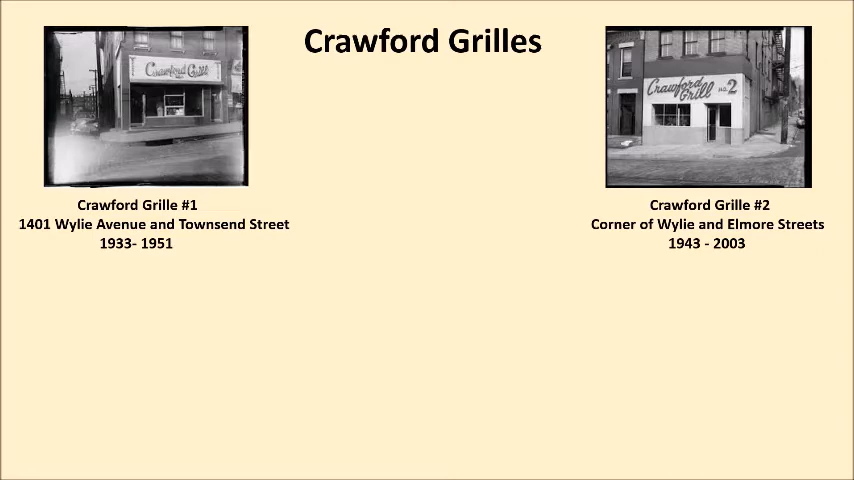 Crawford Grilles
Crawford Grill
Crawford
Grill No. 2
Crawford Grille #1
1401 Wylie Avenue and Townsend Street
1933- 1951
Crawford Grille #2
Corner of Wylie and Elmore Streets
1943 - 2003